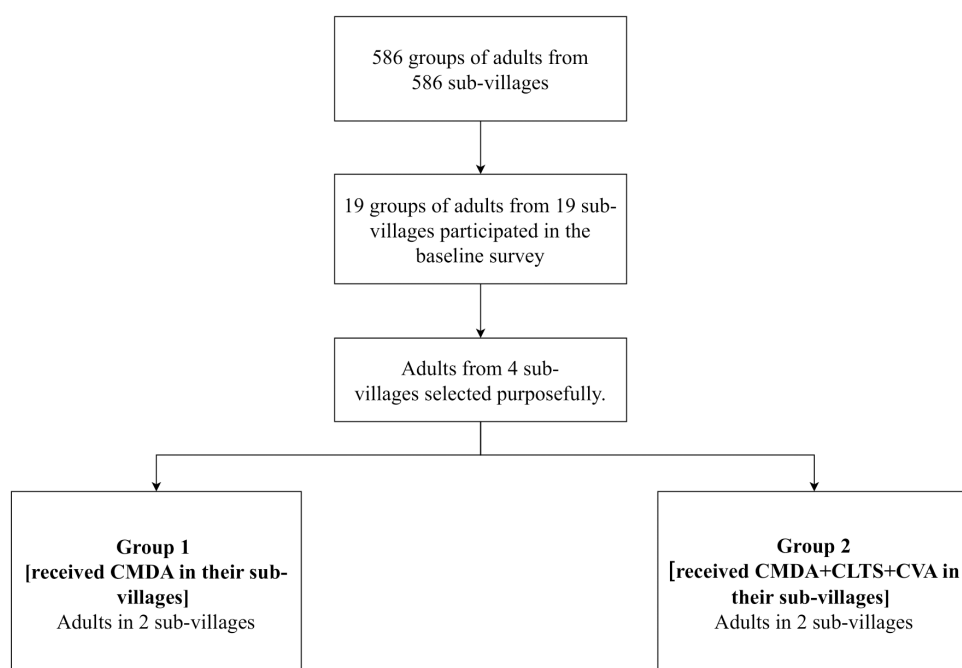 586 groups of adults from
586 sub-villages
19 groups of adults from 19 sub-
villages participated in the
baseline survey
Adults from 4 sub-
villages selected purposefully.
Group 1
[received CMDA in their sub-
villages]
Adults in 2 sub-villages
Group 2
[received CMDA+CLTS+CVA in
their sub-villages]
Adults in 2 sub-villages